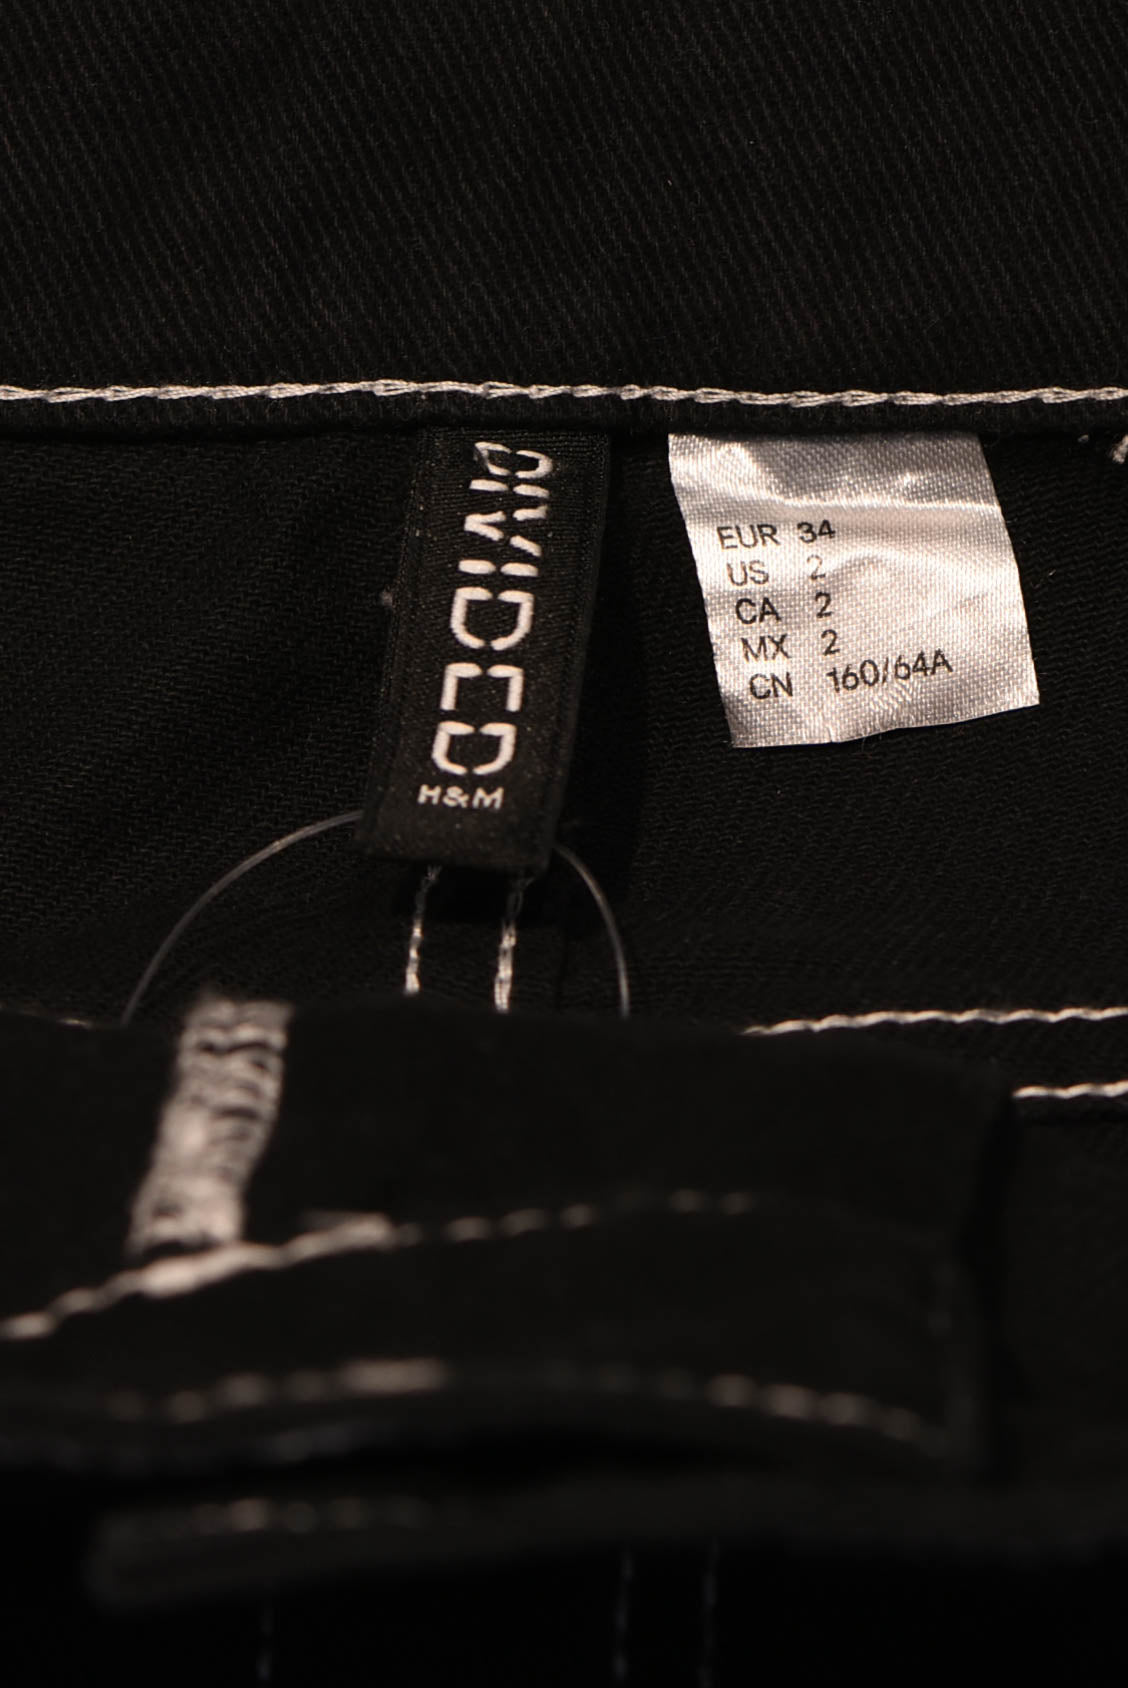 DIVIDED
H&M
EUR 34
US 2
CA 2
MX 2
CN 160/64A